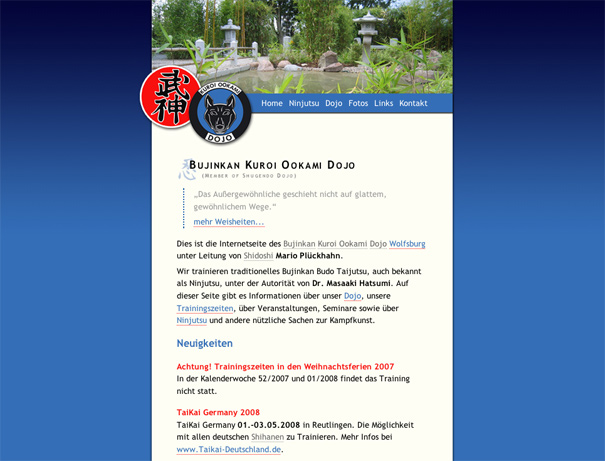 武神
KUROI OOKAMI
DOJO
Home Ninjutsu Dojo Fotos Links Kontakt
Bujinkan Kuroi Ookami Dojo
(Member of Shugendo Dojo)
„Das Außergewöhnliche geschieht nicht auf glattem,
gewöhnlichem Wege.“
mehr Weisheiten...
Dies ist die Internetseite des Bujinkan Kuroi Ookami Dojo Wolfsburg
unter Leitung von Shidoshi Mario Plückhahn.
Wir trainieren traditionelles Bujinkan Budo Taijutsu, auch bekannt
als Ninjutsu, unter der Autorität von Dr. Masaaki Hatsumi. Auf
dieser Seite gibt es Informationen über unser Dojo, unsere
Trainingszeiten, über Veranstaltungen, Seminare sowie über
Ninjutsu und andere nützliche Sachen zur Kampfkunst.
Neuigkeiten
Achtung! Trainingszeiten in den Weihnachtsferien 2007
In der Kalenderwoche 52/2007 und 01/2008 findet das Training
nicht statt.
TaiKai Germany 2008
TaiKai Germany 01.-03.05.2008 in Reutlingen. Die Möglichkeit
mit allen deutschen Shihanen zu Trainieren. Mehr Infos bei
www.Taikai-Deutschland.de.